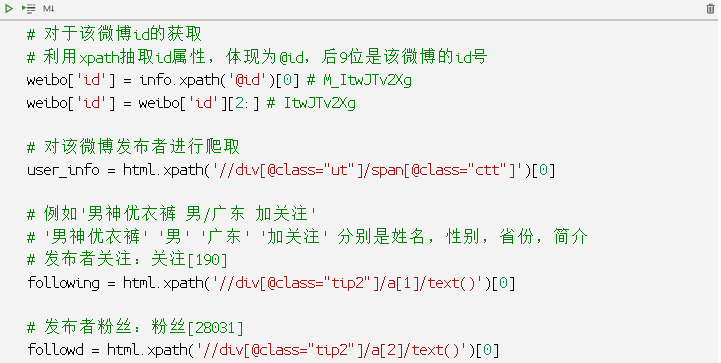 # 对于该微博id的获取
# 利用xpath抽取id属性，体现为@id，后9位是该微博的id号
weibo['id'] = info.xpath('@id')[0] # M_ItwJTv2Xg
weibo['id'] = weibo['id'][2:] # ItwJTv2Xg
# 对该微博发布者进行爬取
user_info = html.xpath('//div[@class="ut"]/span[@class="ctt"]')[0]
# 例如'男神优衣裤 男/广东 加关注'
# '男神优衣裤' '男' '广东' '加关注' 分别是姓名，性别，省份，简介
# 发布者关注：关注[190]
following = html.xpath('//div[@class="tip2"]/a[1]/text()')[0]
# 发布者粉丝：粉丝[28031]
followd = html.xpath('//div[@class="tip2"]/a[2]/text()')[0]